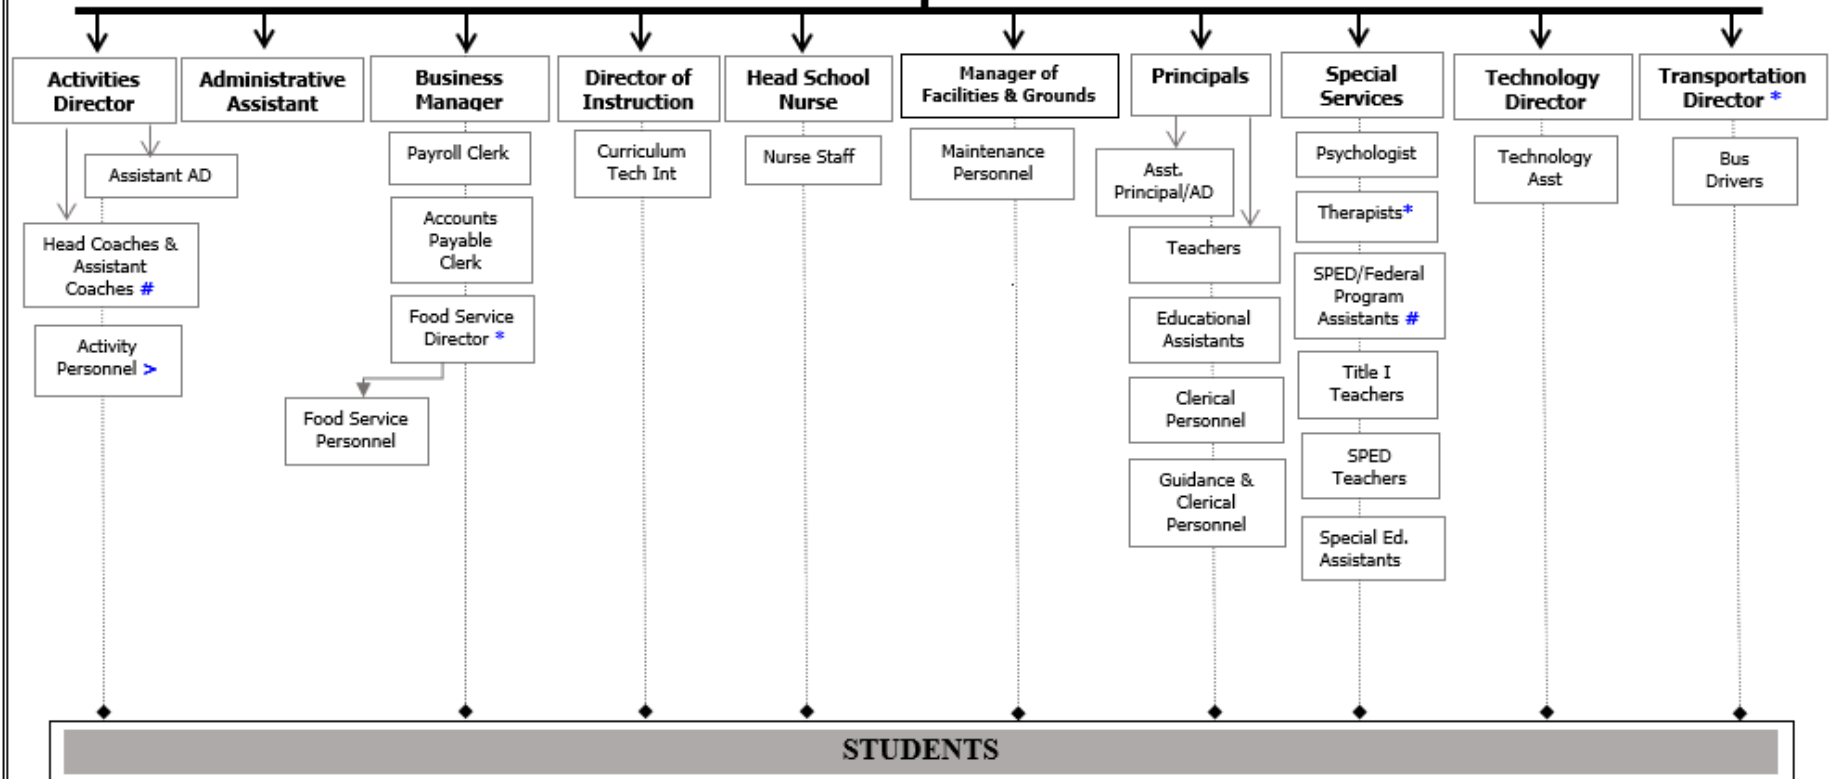 Activities
Director
Administrative
Assistant
Business
Manager
Director of
Instruction
Head School
Nurse
Manager of
Facilities & Grounds
Principals
Special
Services
Technology
Director
Transportation
Director *
Assistant AD
Head Coaches &
Assistant
Coaches #
Activity
Personnel >
Payroll Clerk
Accounts
Payable
Clerk
Food Service
Director *
Food Service
Personnel
Curriculum
Tech Int
Nurse Staff
Maintenance
Personnel
Asst.
Principal/AD
Teachers
Educational
Assistants
Clerical
Personnel
Guidance &
Clerical
Personnel
Psychologist
Therapists*
SPED/Federal
Program
Assistants #
Title I
Teachers
SPED
Teachers
Special Ed.
Assistants
Technology
Asst
Bus
Drivers
STUDENTS